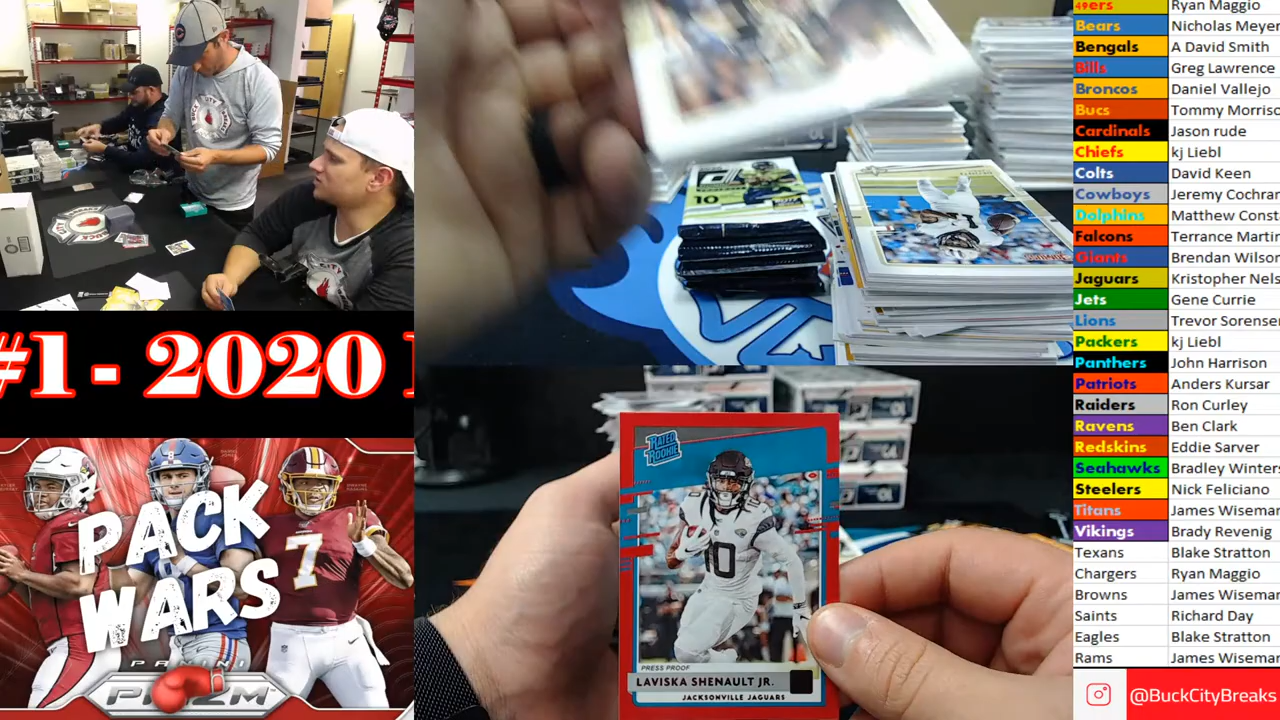 #1 - 2020
PACK
WARS
PANINI
PRIZM
7
8
10
RATED
ROOKIE
10
PRESS PROOF
LAVISKA SHENAULT JR.
JACKSONVILLE JAGUARS
49ers Ryan Maggio
Bears Nicholas Meyer
Bengals A David Smith
Bills Greg Lawrence
Broncos Daniel Vallejo
Bucs Tommy Morriso
Cardinals Jason rude
Chiefs kj Liebl
Colts David Keen
Cowboys Jeremy Cochran
Dolphins Matthew Const
Falcons Terrance Martin
Giants Brendan Wilson
Jaguars Kristopher Nels
Jets Gene Currie
Lions Trevor Sorensen
Packers kj Liebl
Panthers John Harrison
Patriots Anders Kursar
Raiders Ron Curley
Ravens Ben Clark
Redskins Eddie Sarver
Seahawks Bradley Winters
Steelers Nick Feliciano
Titans James Wiseman
Vikings Brady Revenig
Texans Blake Stratton
Chargers Ryan Maggio
Browns James Wiseman
Saints Richard Day
Eagles Blake Stratton
Rams James Wiseman
@BuckCityBreaks